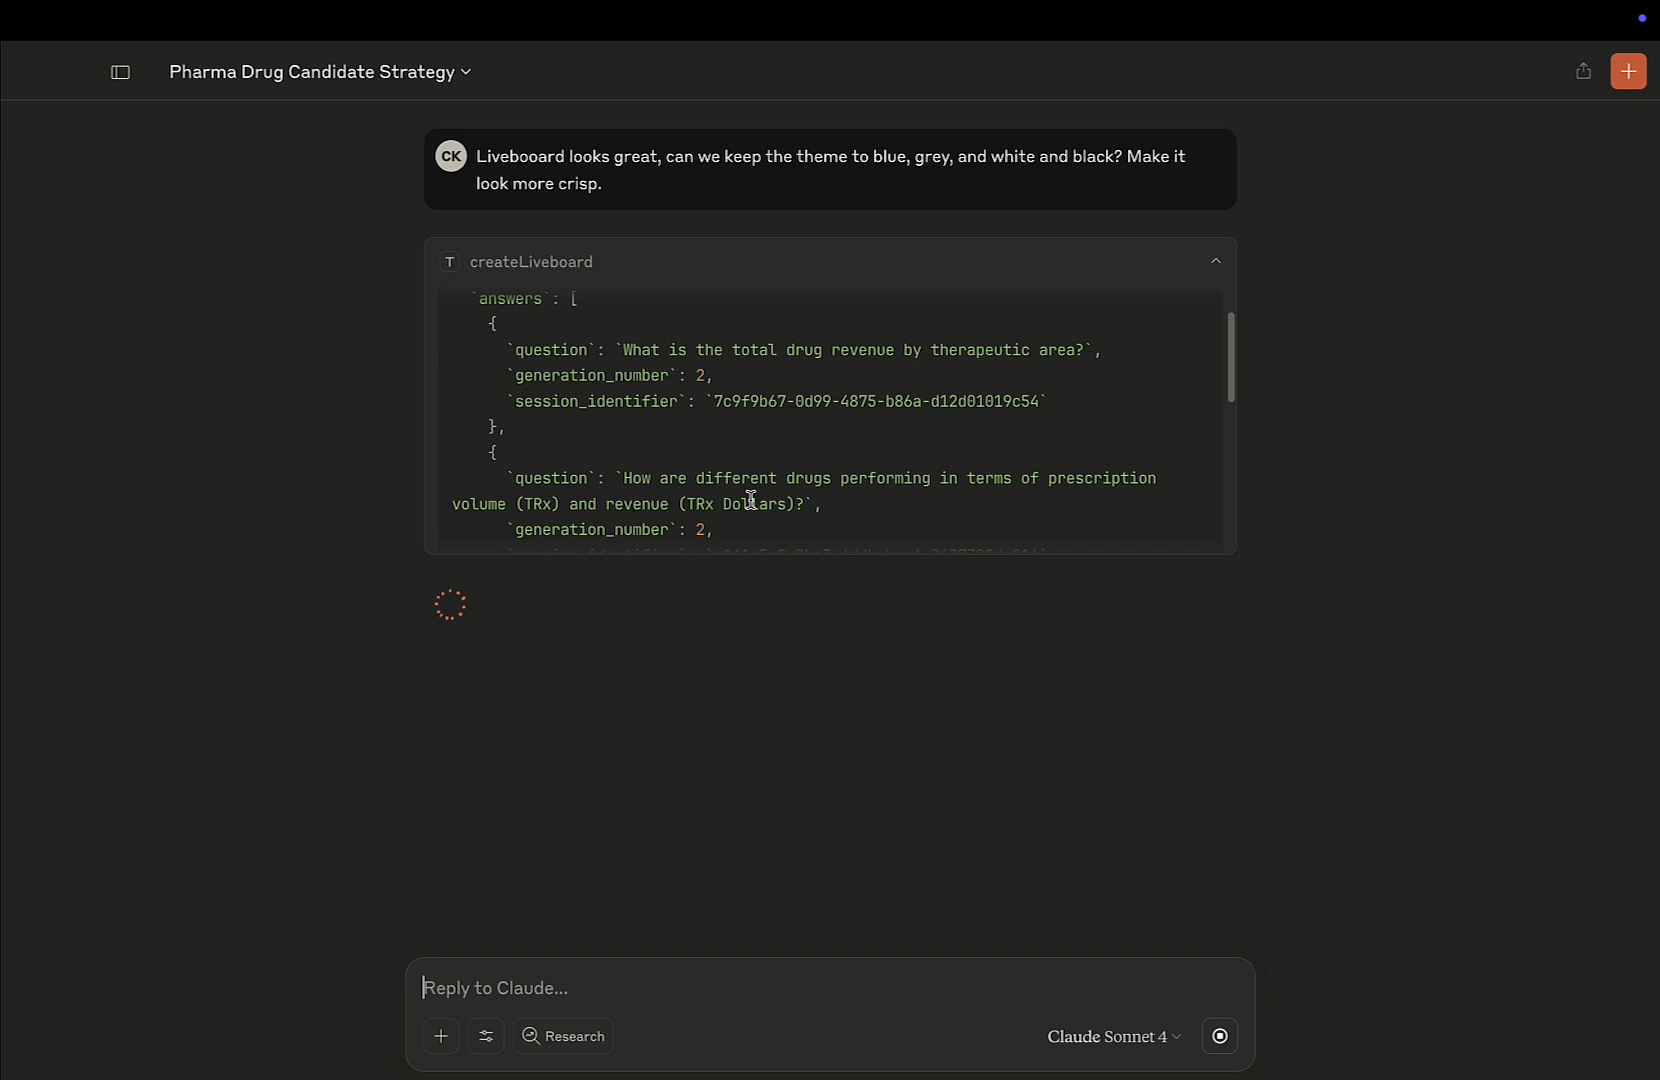 Pharma Drug Candidate Strategy
CK
Livebooard looks great, can we keep the theme to blue, grey, and white and black? Make it
look more crisp.
T createLiveboard
`answers`: [
{
`question`: `What is the total drug revenue by therapeutic area?`,
`generation_number`: 2,
`session_identifier`: `7c9f9b67-0d99-4875-b86a-d12d01019c54`
},
{
`question`: `How are different drugs performing in terms of prescription
volume (TRx) and revenue (TRx Dollars)?`,
`generation_number`: 2,
Reply to Claude...
Research
Claude Sonnet 4